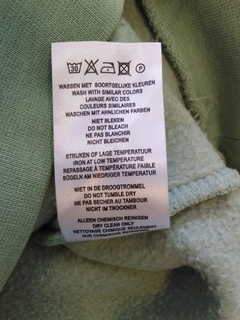 30
WASSEN MET SOORTGELIJKE KLEUREN
WASH WITH SIMILAR COLORS
LAVAGE AVEC DES
COULEURS SIMILAIRES
WASCHEN MIT ÄHNLICHEN FARBEN
NIET BLEKEN
DO NOT BLEACH
NE PAS BLANCHIR
NICHT BLEICHEN
STRIJKEN OF LAGE TEMPERATUUR
IRON AT LOW TEMPERATURE
REPASSAGE À TEMPÉRATURE FAIBLE
BÜGELN AM NIEDRIGER TEMPERATUR
NIET IN DE DROOGTROMMEL
DO NOT TUMBLE DRY
NE PAS SECHER AU TAMBOUR
NICHT IM TROCKNER
ALLEEN CHEMISCH REINIGEN
DRY CLEAN ONLY
NETTOYAGE CHIMIQUE SEULEMENT